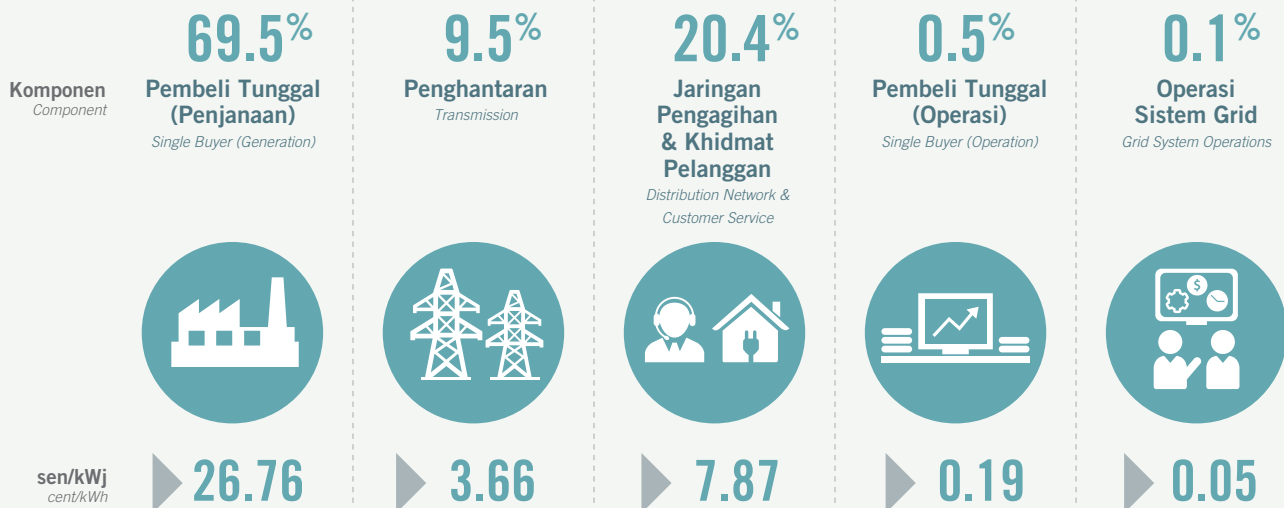 69.5%
9.5%
20.4%
0.5%
0.1%
Komponen
Component
Pembeli Tunggal
(Penjanaan)
Single Buyer (Generation)
Penghantaran
Transmission
Jaringan
Pengagihan
& Khidmat
Pelanggan
Distribution Network &
Customer Service
Pembeli Tunggal
(Operasi)
Single Buyer (Operation)
Operasi
Sistem Grid
Grid System Operations
$
sen/kWj
cent/kWh
26.76
3.66
7.87
0.19
0.05